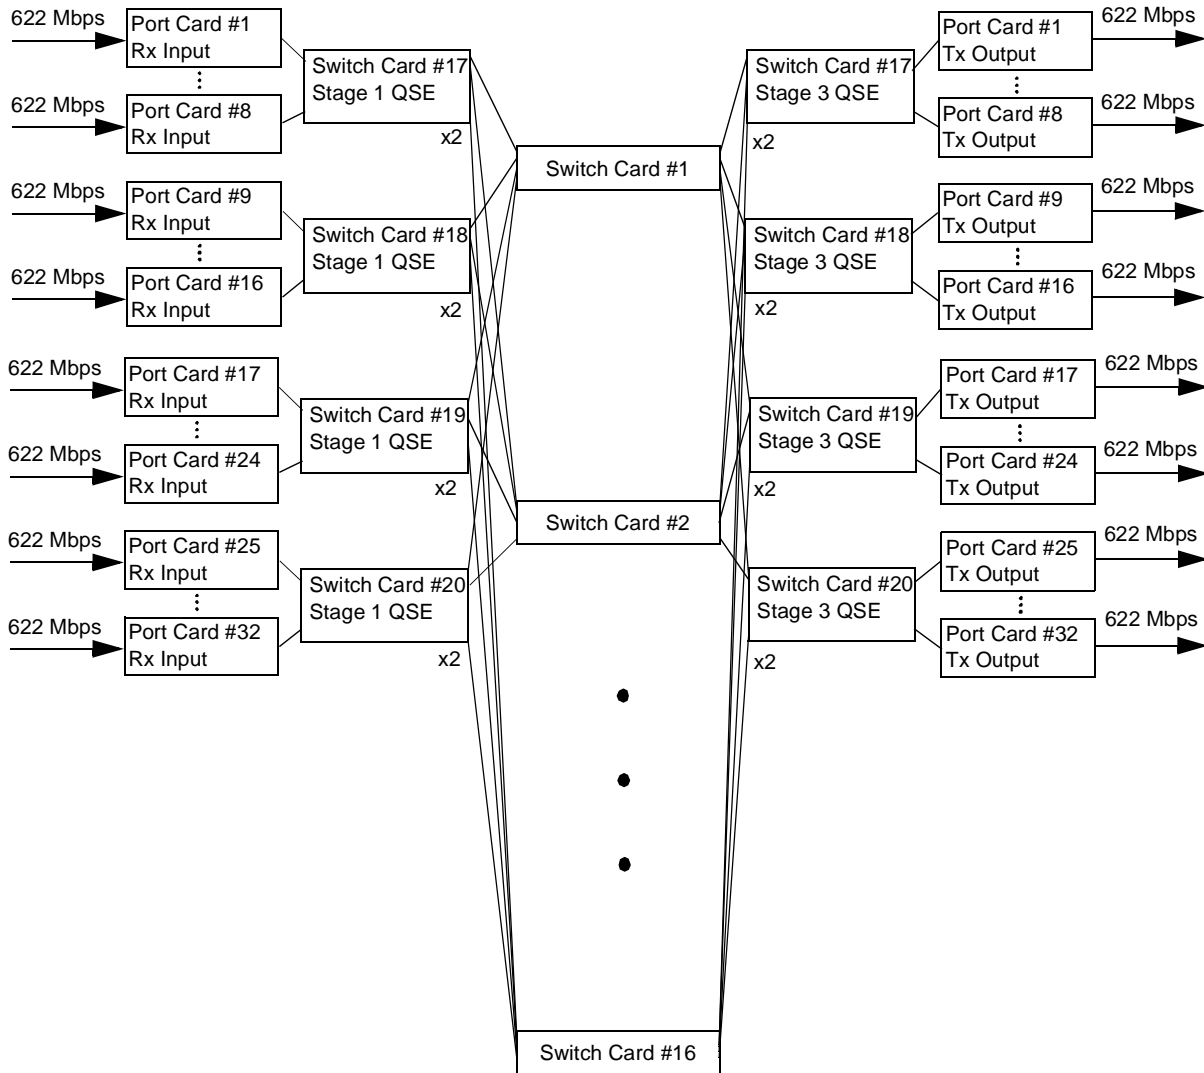 622 Mbps
Port Card #1
Rx Input
622 Mbps
Port Card #8
Rx Input
Switch Card #17
Stage 1 QSE
x2
622 Mbps
Port Card #9
Rx Input
622 Mbps
Port Card #16
Rx Input
Switch Card #18
Stage 1 QSE
x2
622 Mbps
Port Card #17
Rx Input
622 Mbps
Port Card #24
Rx Input
Switch Card #19
Stage 1 QSE
x2
622 Mbps
Port Card #25
Rx Input
622 Mbps
Port Card #32
Rx Input
Switch Card #20
Stage 1 QSE
x2
Switch Card #1
Switch Card #2
Switch Card #16
Switch Card #17
Stage 3 QSE
x2
Port Card #1
Tx Output
622 Mbps
Port Card #8
Tx Output
622 Mbps
Switch Card #18
Stage 3 QSE
x2
Port Card #9
Tx Output
622 Mbps
Port Card #16
Tx Output
622 Mbps
Switch Card #19
Stage 3 QSE
x2
Port Card #17
Tx Output
622 Mbps
Port Card #24
Tx Output
622 Mbps
Switch Card #20
Stage 3 QSE
x2
Port Card #25
Tx Output
622 Mbps
Port Card #32
Tx Output
622 Mbps